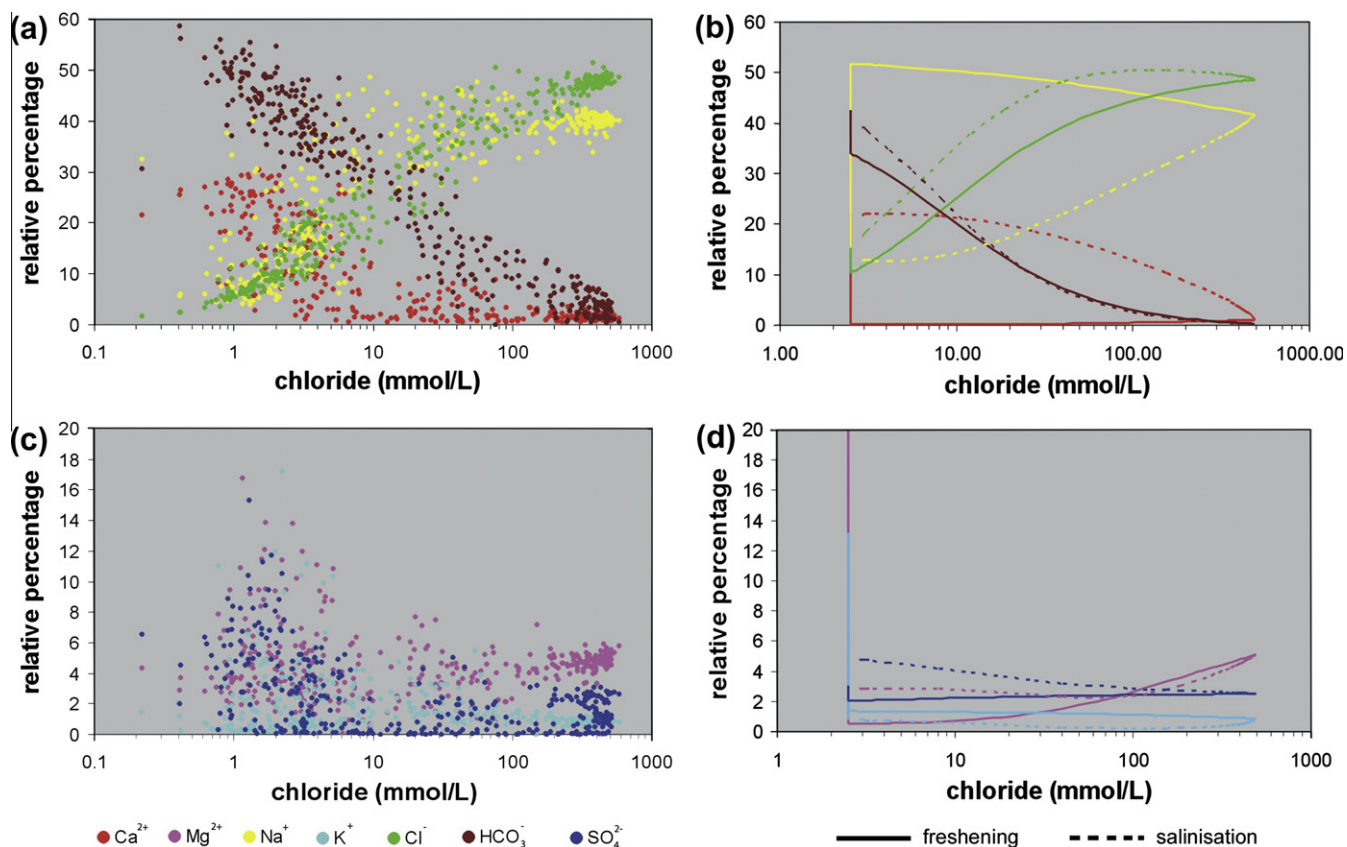 (a)
60
50
40
30
20
10
0
relative percentage
0.1 1 10 100 1000
chloride (mmol/L)
(b)
60
50
40
30
20
10
0
relative percentage
1.00 10.00 100.00 1000.00
chloride (mmol/L)
(c)
20
18
16
14
12
10
8
6
4
2
0
relative percentage
0.1 1 10 100 1000
chloride (mmol/L)
(d)
20
18
16
14
12
10
8
6
4
2
0
relative percentage
1 10 100 1000
chloride (mmol/L)
Ca²⁺ Mg²⁺ Na⁺ K⁺ Cl⁻ HCO₃⁻ SO₄²⁻
freshening salinisation